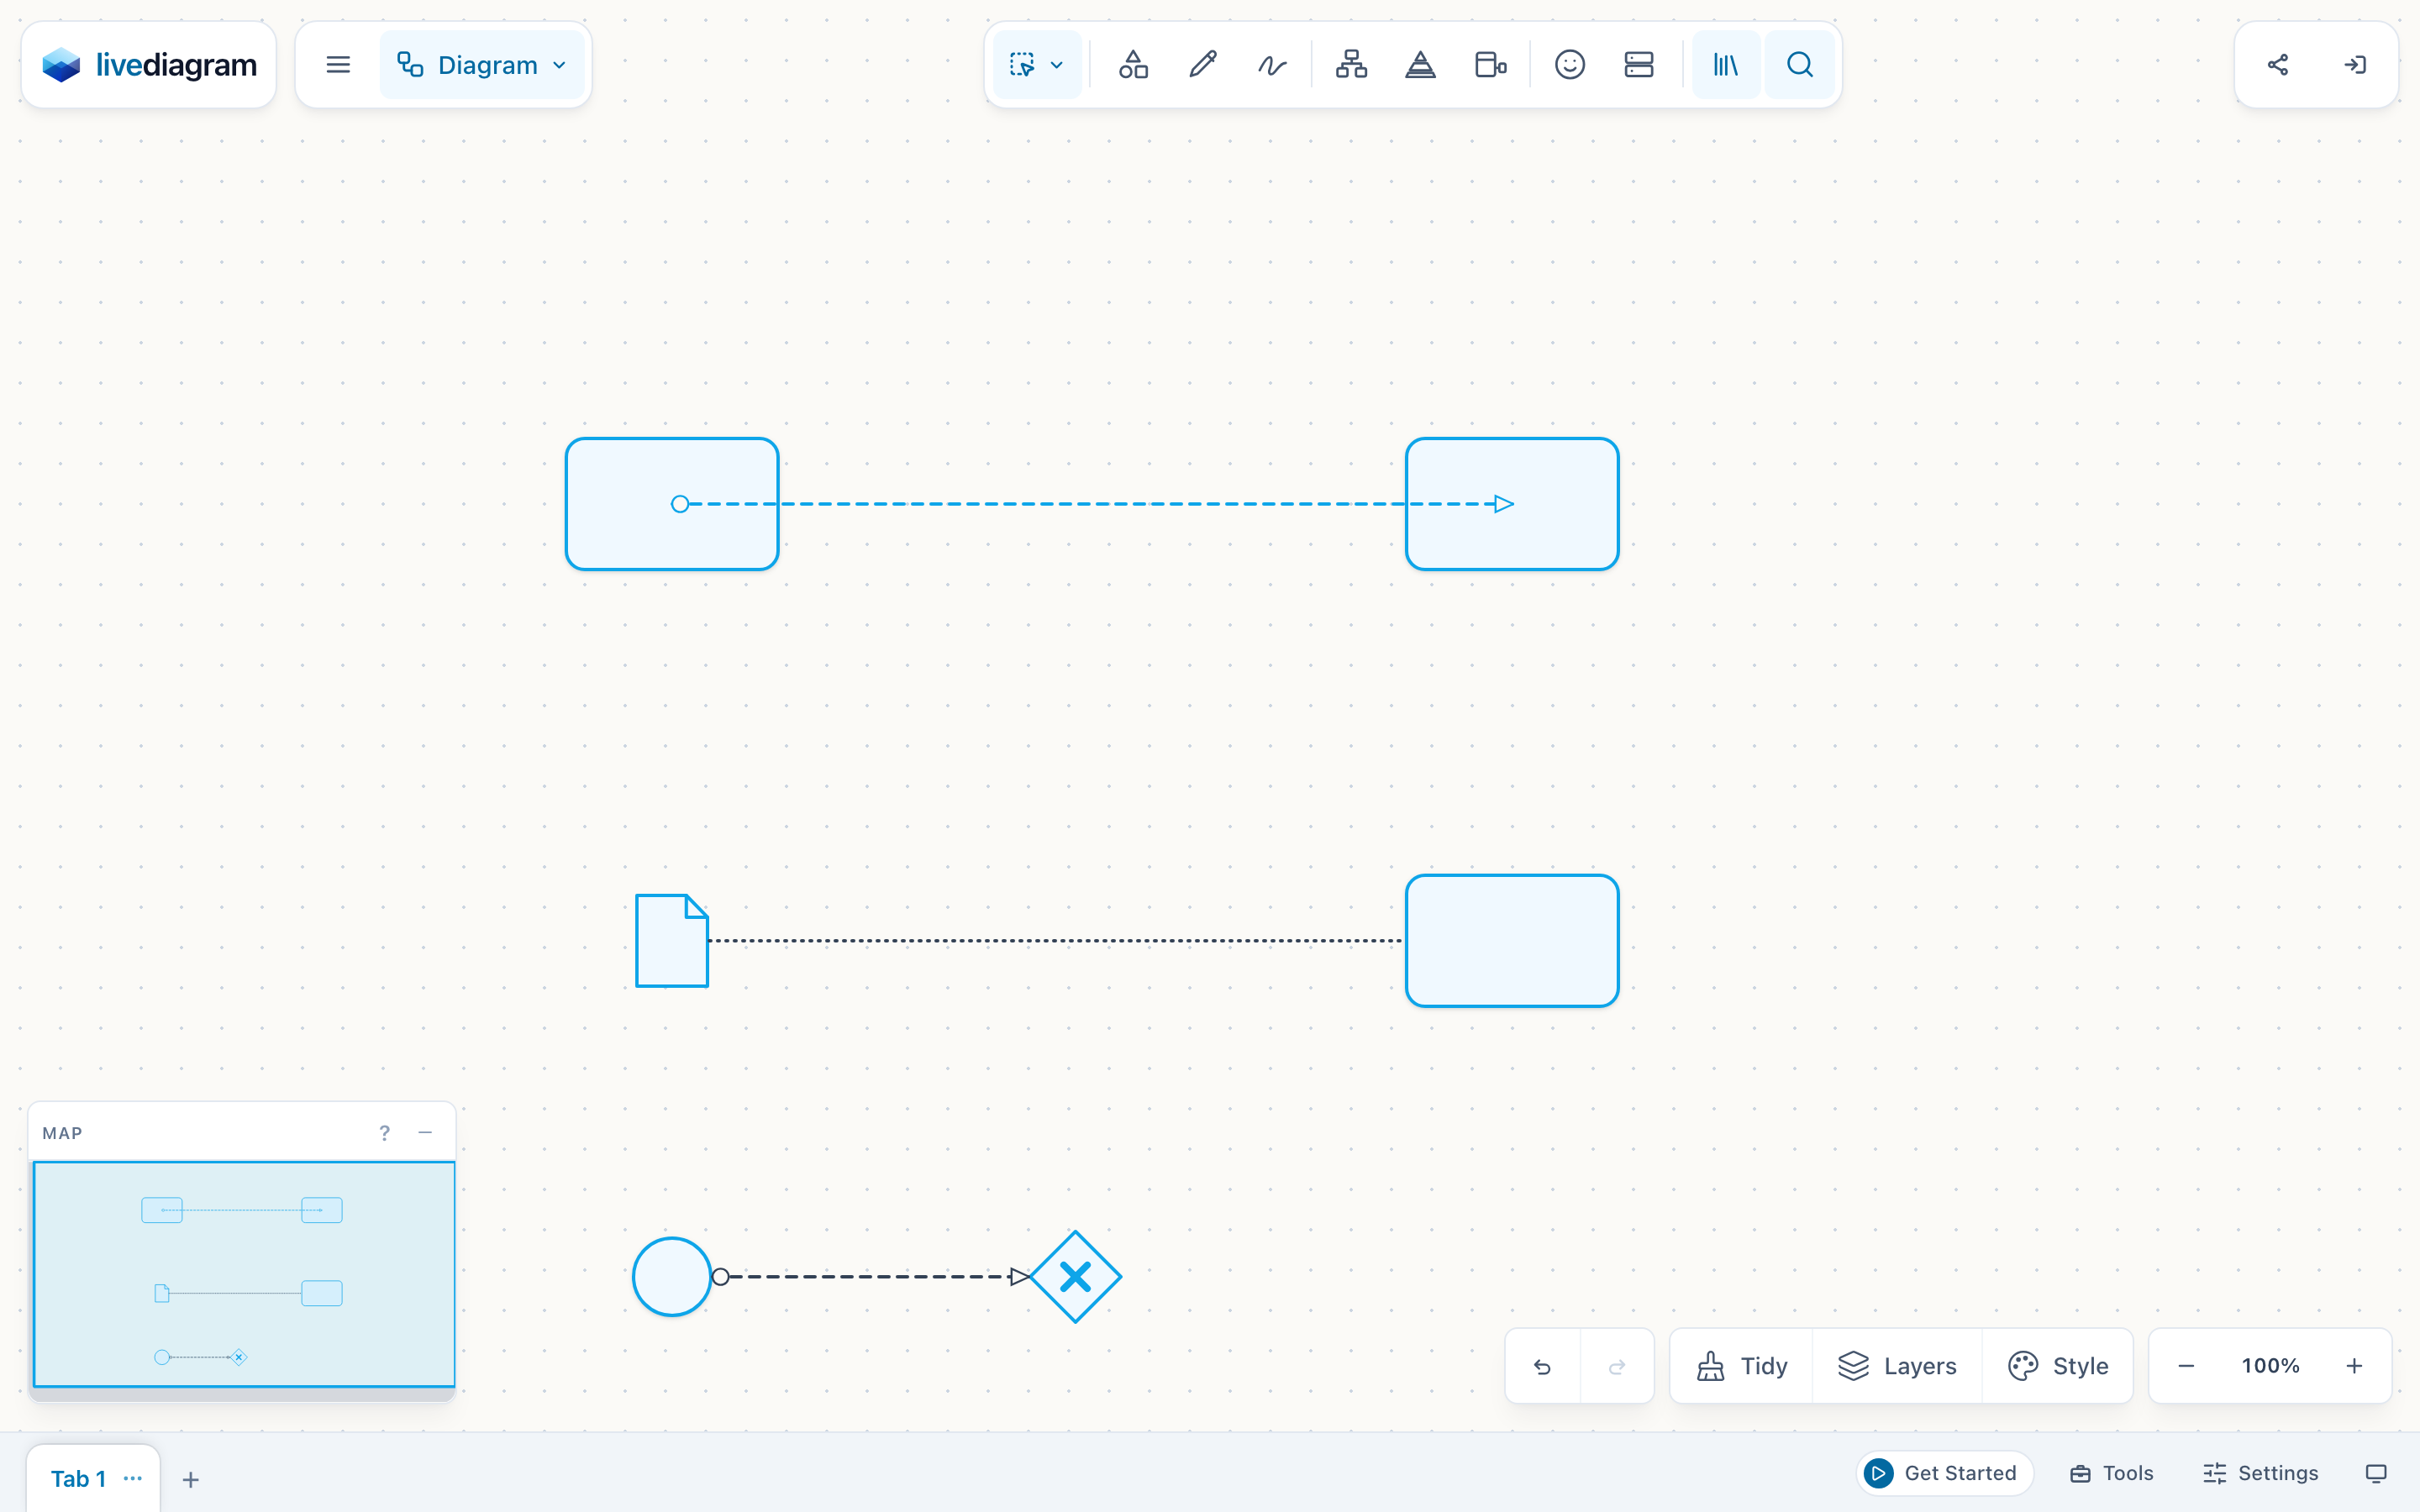 livediagram
Diagram
MAP
?
Tidy
Layers
Style
100%
Tab 1
Get Started
Tools
Settings